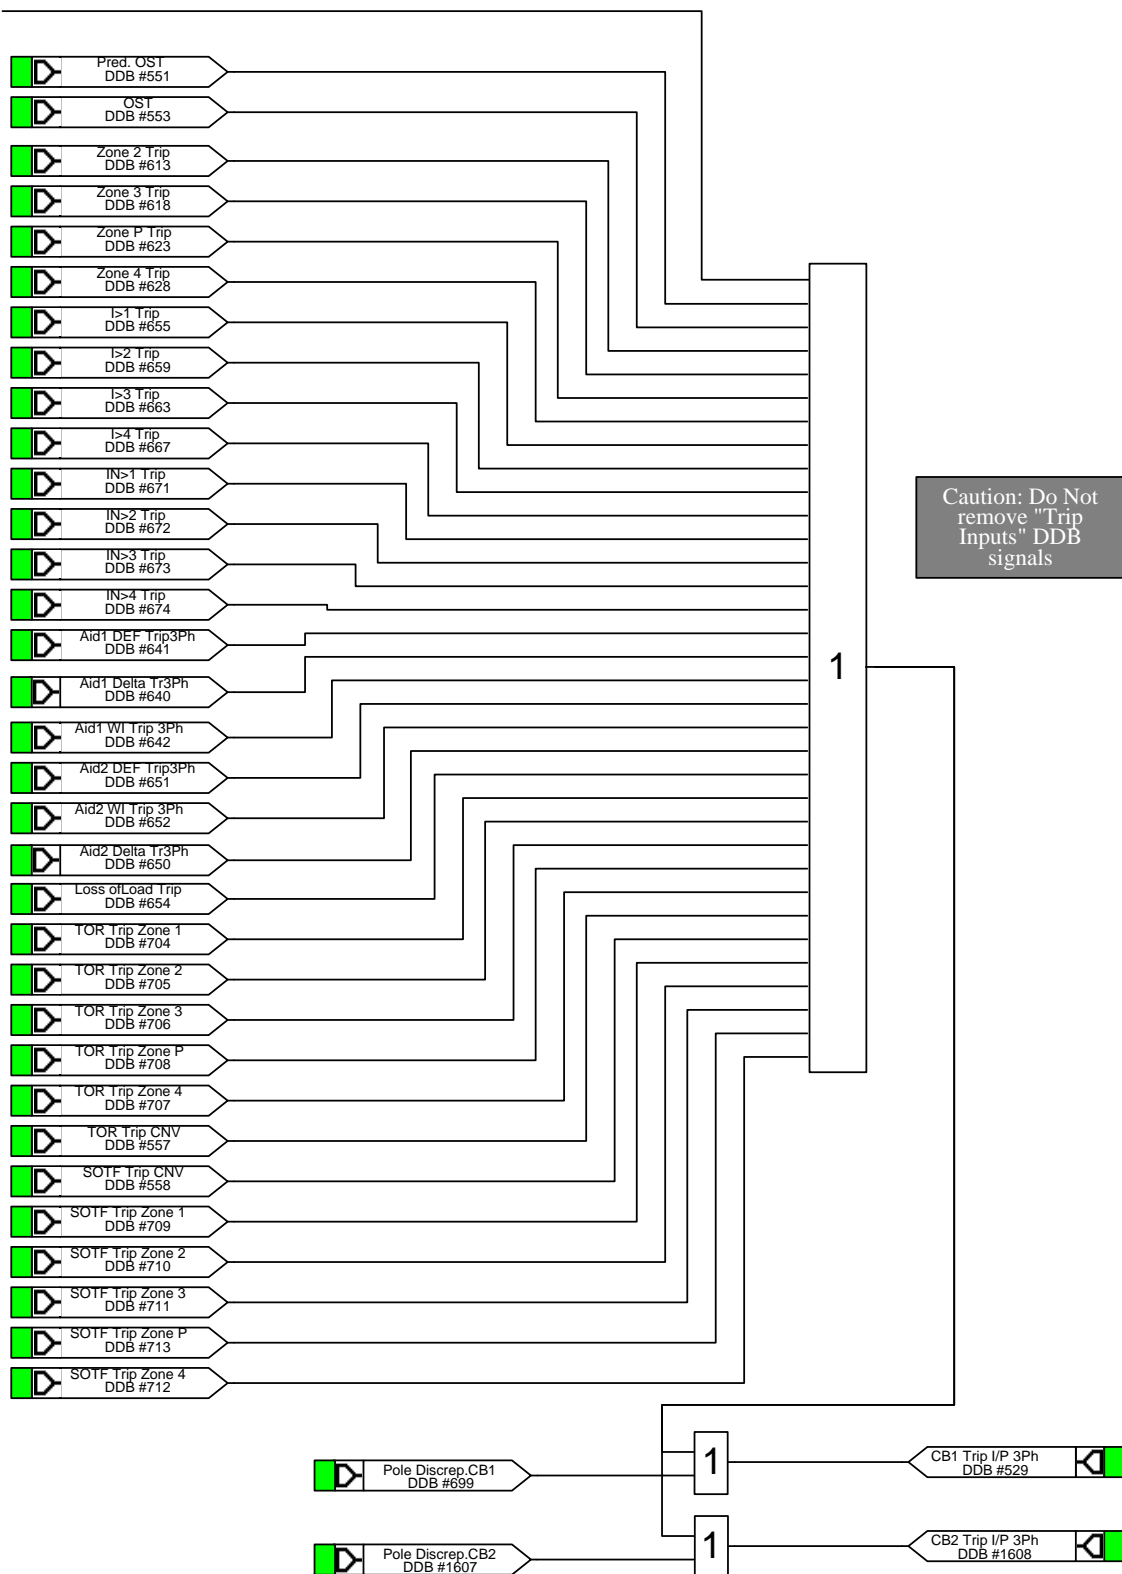 Pred. OST
DDB #551
OST
DDB #553
Zone 2 Trip
DDB #613
Zone 3 Trip
DDB #618
Zone P Trip
DDB #623
Zone 4 Trip
DDB #628
I>1 Trip
DDB #655
I>2 Trip
DDB #659
I>3 Trip
DDB #663
I>4 Trip
DDB #667
IN>1 Trip
DDB #671
IN>2 Trip
DDB #672
IN>3 Trip
DDB #673
IN>4 Trip
DDB #674
Aid1 DEF Trip3Ph
DDB #641
Aid1 Delta Tr3Ph
DDB #640
Aid1 WI Trip 3Ph
DDB #642
Aid2 DEF Trip3Ph
DDB #651
Aid2 WI Trip 3Ph
DDB #652
Aid2 Delta Tr3Ph
DDB #650
Loss ofLoad Trip
DDB #654
TOR Trip Zone 1
DDB #704
TOR Trip Zone 2
DDB #705
TOR Trip Zone 3
DDB #706
TOR Trip Zone P
DDB #708
TOR Trip Zone 4
DDB #707
TOR Trip CNV
DDB #557
SOTF Trip CNV
DDB #558
SOTF Trip Zone 1
DDB #709
SOTF Trip Zone 2
DDB #710
SOTF Trip Zone 3
DDB #711
SOTF Trip Zone P
DDB #713
SOTF Trip Zone 4
DDB #712
1
Caution: Do Not
remove "Trip
Inputs" DDB
signals
Pole Discrep.CB1
DDB #699
1
CB1 Trip I/P 3Ph
DDB #529
Pole Discrep.CB2
DDB #1607
1
CB2 Trip I/P 3Ph
DDB #1608